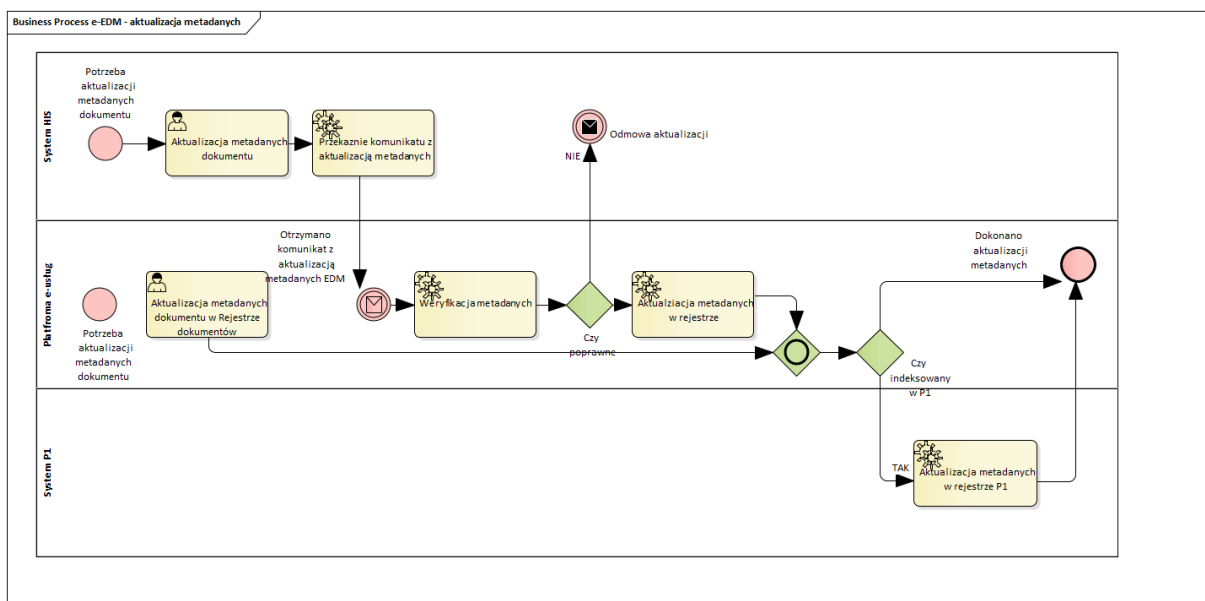 Business Process e-EDM - aktualizacja metadanych
System HIS
Potrzeba
aktualizacji
metadanych
dokumentu
Aktualizacja metadanych
dokumentu
Przekaznie komunikatu z
aktualizacją metadanych
Odmowa aktualizacji
NIE
Platfroma e-usług
Otrzymano
komunikat z
aktualizacją
metadanych EDM
Dokonano
aktualizacji
metadanych
Potrzeba
aktualizacji
metadanych
dokumentu
Aktualizacja metadanych
dokumentu w Rejestrze
dokumentów
Weryfikacja metadanych
Czy
poprawne
Aktualziacja metadanych
w rejestrze
Czy
indeksowany
w P1
System P1
TAK
Aktualizacja metadanych
w rejestrze P1